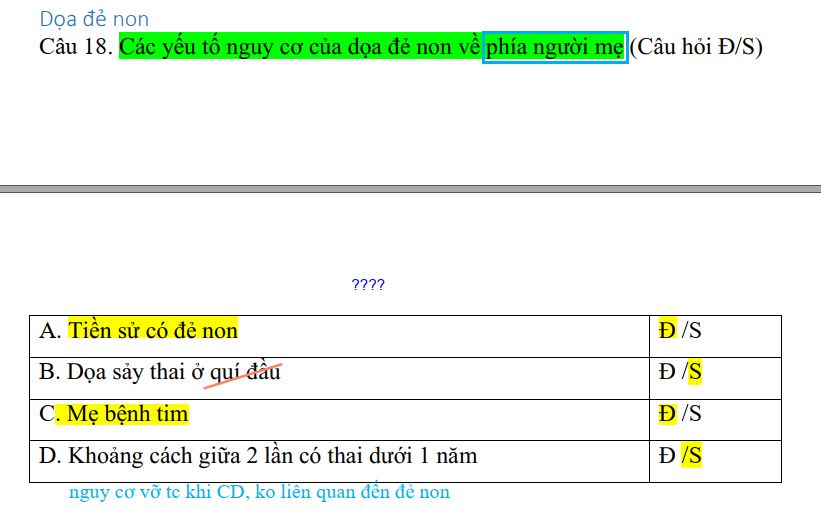 Dọa đẻ non
Câu 18. Các yếu tố nguy cơ của dọa đẻ non về phía người mẹ (Câu hỏi Đ/S)
????
A. Tiền sử có đẻ non Đ /S
B. Dọa sảy thai ở quí đầu Đ /S
C. Mẹ bệnh tim Đ /S
D. Khoảng cách giữa 2 lần có thai dưới 1 năm Đ /S
nguy cơ vỡ tc khi CD, ko liên quan đến đẻ non